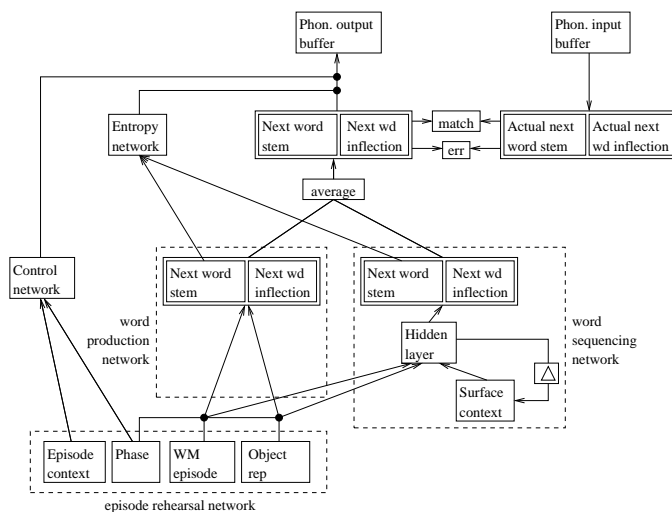 Phon. output
buffer
Phon. input
buffer
Entropy
network
Next word
stem
Next wd
inflection
match
err
Actual next
word stem
Actual next
wd inflection
average
Control
network
Next word
stem
Next wd
inflection
word
production
network
Next word
stem
Next wd
inflection
Hidden
layer
Surface
context
△
word
sequencing
network
Episode
context
Phase
WM
episode
Object
rep
episode rehearsal network